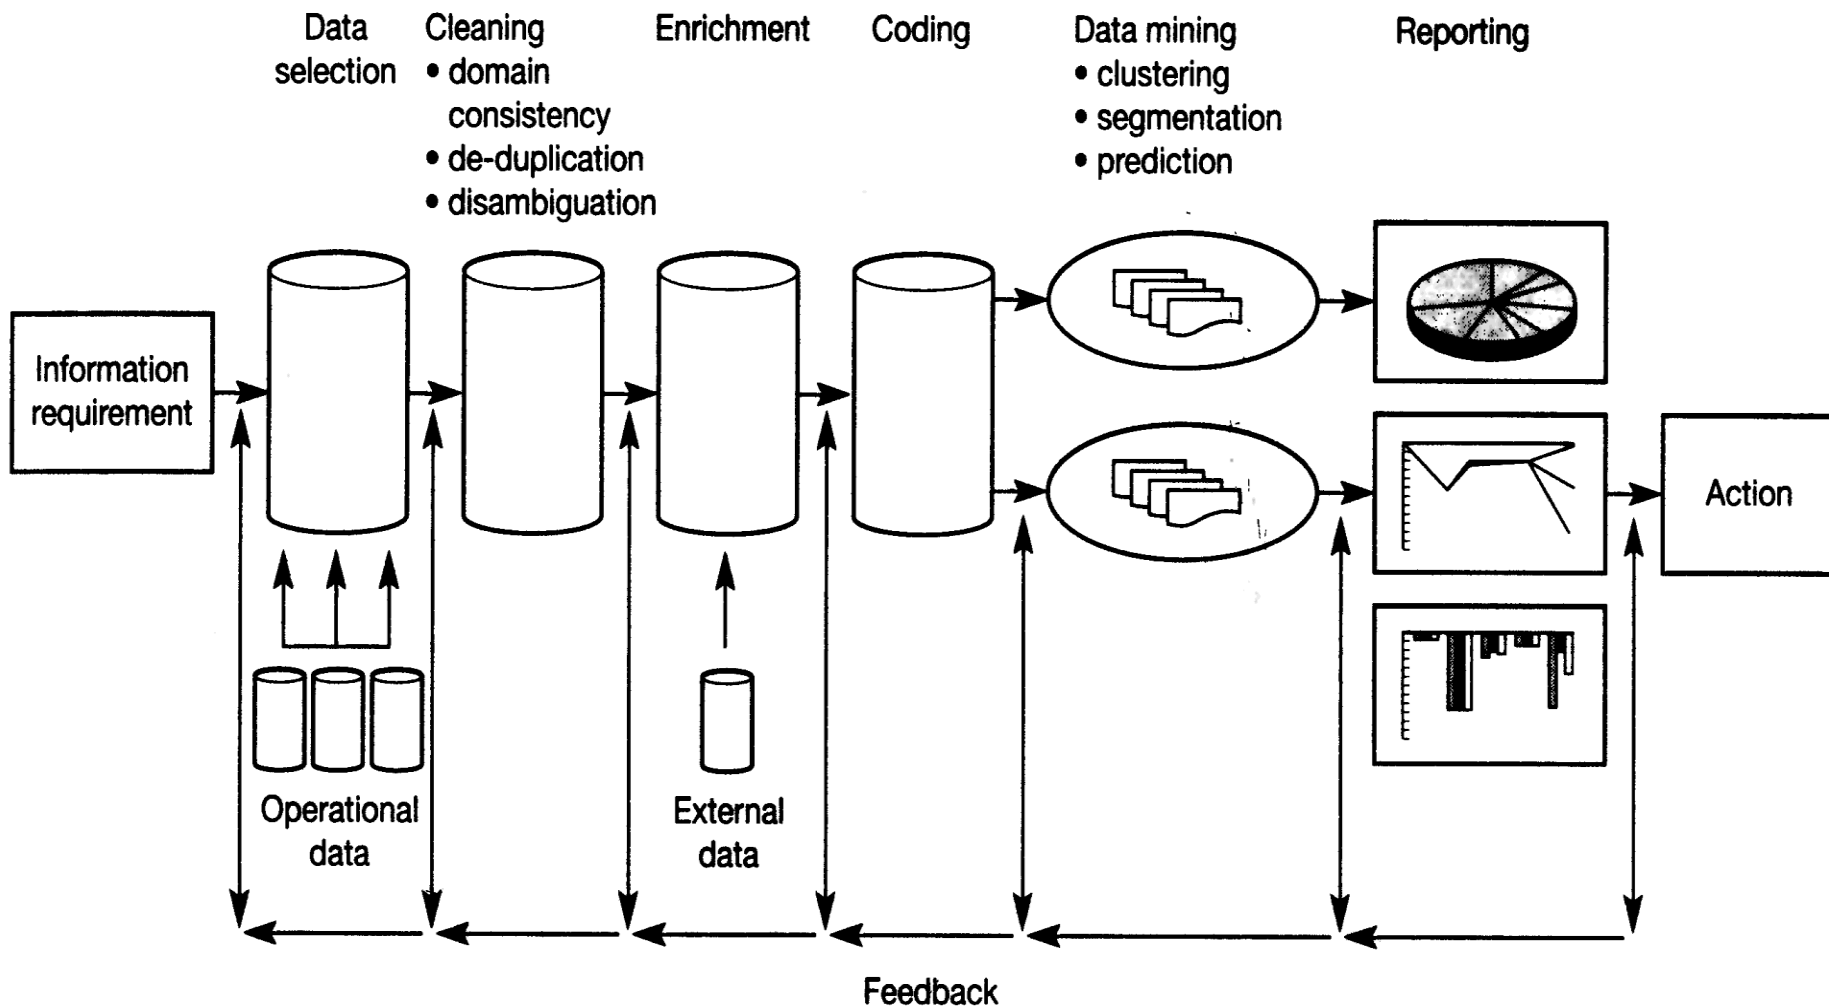 Data
selection
Cleaning
• domain
consistency
• de-duplication
• disambiguation
Enrichment
Coding
Data mining
• clustering
• segmentation
• prediction
Reporting
Information
requirement
Action
Operational
data
External
data
Feedback